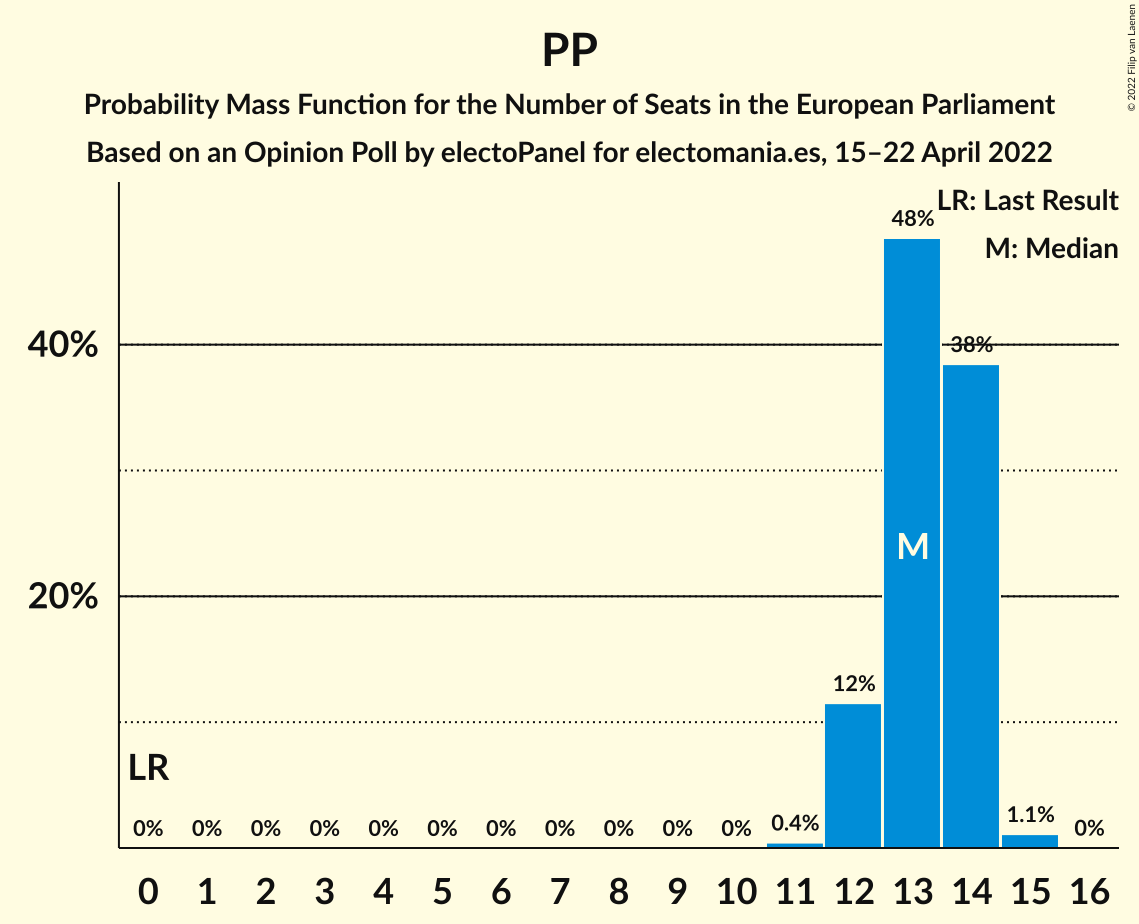 PP
Probability Mass Function for the Number of Seats in the European Parliament
Based on an Opinion Poll by electoPanel for electomania.es, 15–22 April 2022
© 2022 Filip van Laenen
LR: Last Result
M: Median
48%
40%
38%
M
20%
12%
LR
0% 0% 0% 0% 0% 0% 0% 0% 0% 0% 0% 0.4% 1.1% 0%
0 1 2 3 4 5 6 7 8 9 10 11 12 13 14 15 16